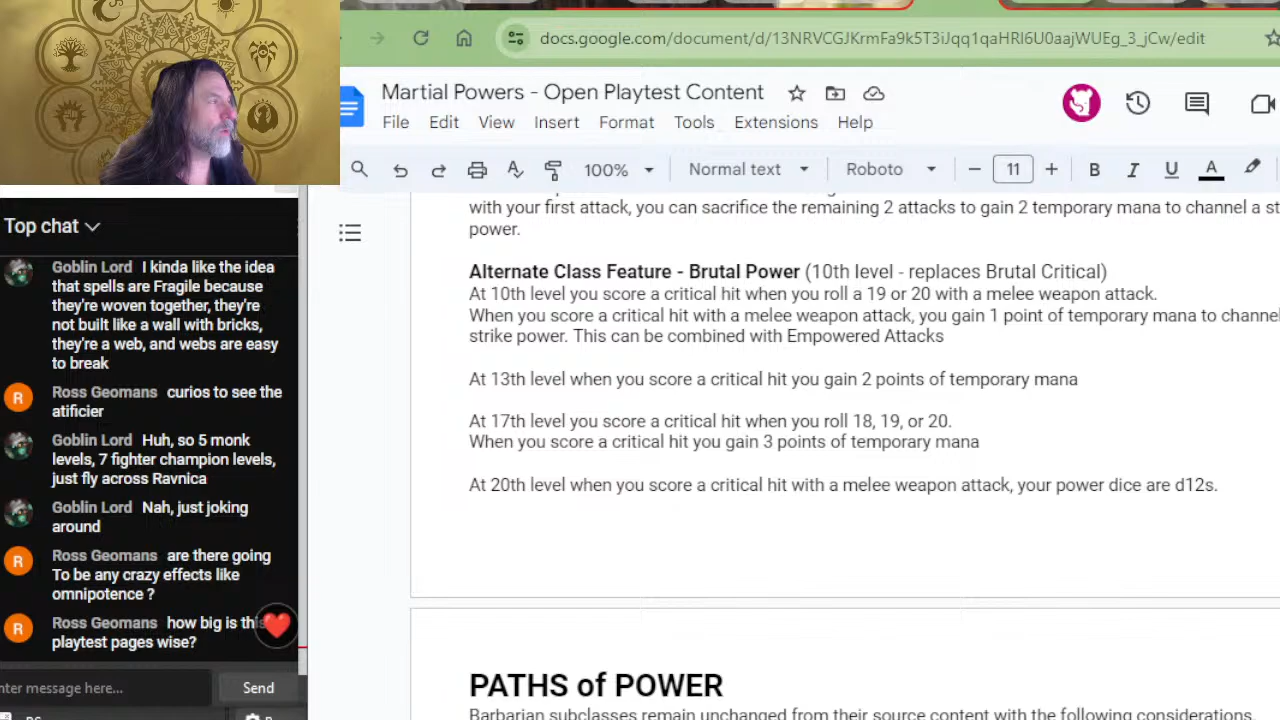 docs.google.com/document/d/13NRVCGJKrmFa9k5T3iJqq1qaHRl6U0aajWUEg_3_jCw/edit
Martial Powers - Open Playtest Content
File Edit View Insert Format Tools Extensions Help
100% Normal text Roboto 11 B I U A
with your first attack, you can sacrifice the remaining 2 attacks to gain 2 temporary mana to channel a st
power.
Alternate Class Feature - Brutal Power (10th level - replaces Brutal Critical)
At 10th level you score a critical hit when you roll a 19 or 20 with a melee weapon attack.
When you score a critical hit with a melee weapon attack, you gain 1 point of temporary mana to channel
strike power. This can be combined with Empowered Attacks
At 13th level when you score a critical hit you gain 2 points of temporary mana
At 17th level you score a critical hit when you roll 18, 19, or 20.
When you score a critical hit you gain 3 points of temporary mana
At 20th level when you score a critical hit with a melee weapon attack, your power dice are d12s.
PATHS of POWER
Barbarian subclasses remain unchanged from their source content with the following considerations.
Top chat
Goblin Lord I kinda like the idea
that spells are Fragile because
they're woven together, they're
not built like a wall with bricks,
they're a web, and webs are easy
to break
R Ross Geomans curios to see the
atificier
Goblin Lord Huh, so 5 monk
levels, 7 fighter champion levels,
just fly across Ravnica
Goblin Lord Nah, just joking
around
R Ross Geomans are there going
To be any crazy effects like
omnipotence ?
R Ross Geomans how big is this
playtest pages wise?
nter message here...
Send